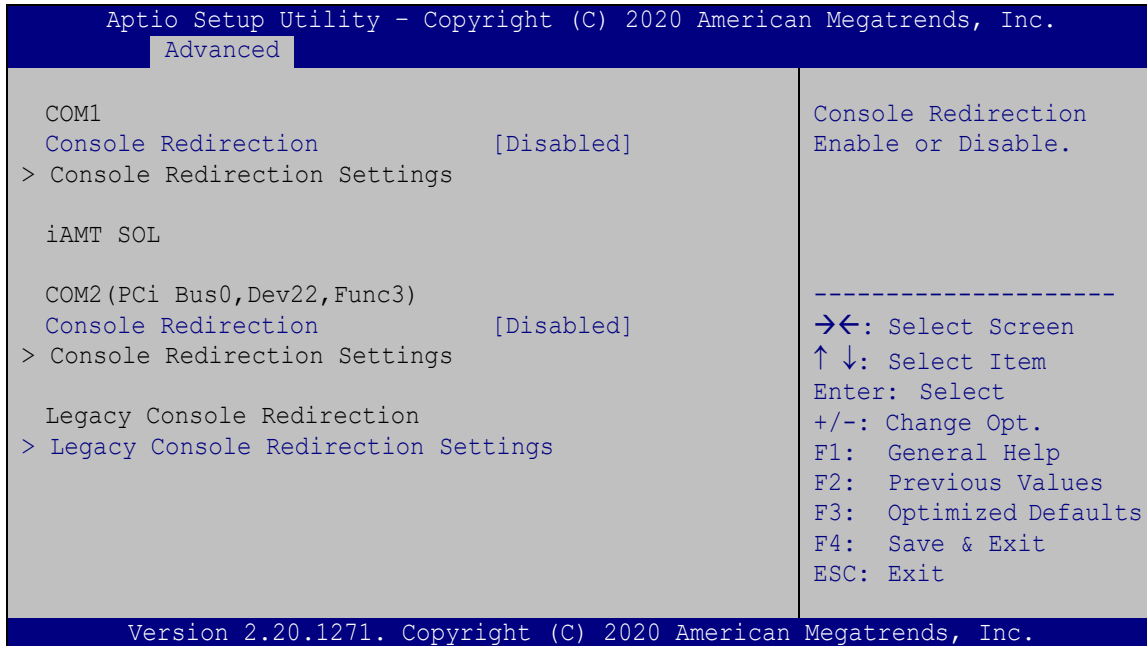 Aptio Setup Utility – Copyright (C) 2020 American Megatrends, Inc.
Advanced
COM1
Console Redirection [Disabled]
> Console Redirection Settings
iAMT SOL
COM2(PCi Bus0,Dev22,Func3)
Console Redirection [Disabled]
> Console Redirection Settings
Legacy Console Redirection
> Legacy Console Redirection Settings
Console Redirection
Enable or Disable.
---------------------
→←: Select Screen
↑ ↓: Select Item
Enter: Select
+/-: Change Opt.
F1: General Help
F2: Previous Values
F3: Optimized Defaults
F4: Save & Exit
ESC: Exit
Version 2.20.1271. Copyright (C) 2020 American Megatrends, Inc.